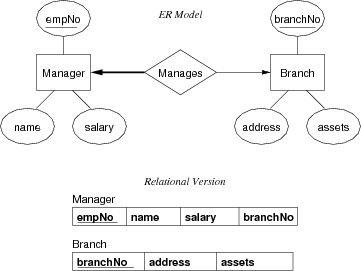 ER Model
empNo
branchNo
Manager
Manages
Branch
name
salary
address
assets
Relational Version
Manager
empNo name salary branchNo
Branch
branchNo address assets